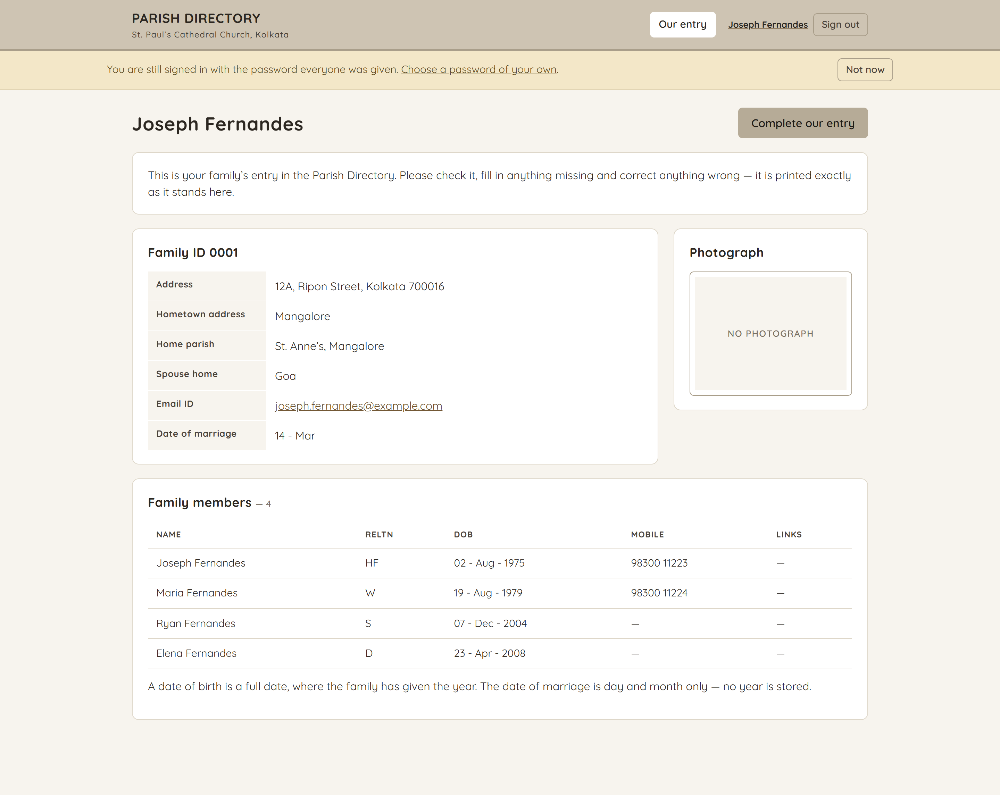 PARISH DIRECTORY
St. Paul’s Cathedral Church, Kolkata
Our entry
Joseph Fernandes
Sign out
You are still signed in with the password everyone was given. Choose a password of your own.
Not now
Joseph Fernandes
Complete our entry
This is your family’s entry in the Parish Directory. Please check it, fill in anything missing and correct anything wrong — it is printed exactly
as it stands here.
Family ID 0001
Address 12A, Ripon Street, Kolkata 700016
Hometown address Mangalore
Home parish St. Anne’s, Mangalore
Spouse home Goa
Email ID joseph.fernandes@example.com
Date of marriage 14 - Mar
Photograph
NO PHOTOGRAPH
Family members — 4
NAME RELTN DOB MOBILE LINKS
Joseph Fernandes HF 02 - Aug - 1975 98300 11223 —
Maria Fernandes W 19 - Aug - 1979 98300 11224 —
Ryan Fernandes S 07 - Dec - 2004 — —
Elena Fernandes D 23 - Apr - 2008 — —
A date of birth is a full date, where the family has given the year. The date of marriage is day and month only — no year is stored.